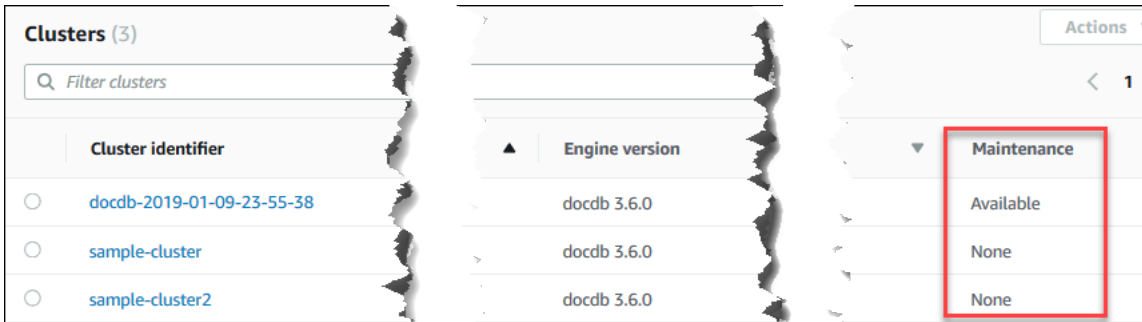 Clusters (3)
Actions
Filter clusters
1
Cluster identifier Engine version Maintenance
docdb-2019-01-09-23-55-38 docdb 3.6.0 Available
sample-cluster docdb 3.6.0 None
sample-cluster2 docdb 3.6.0 None